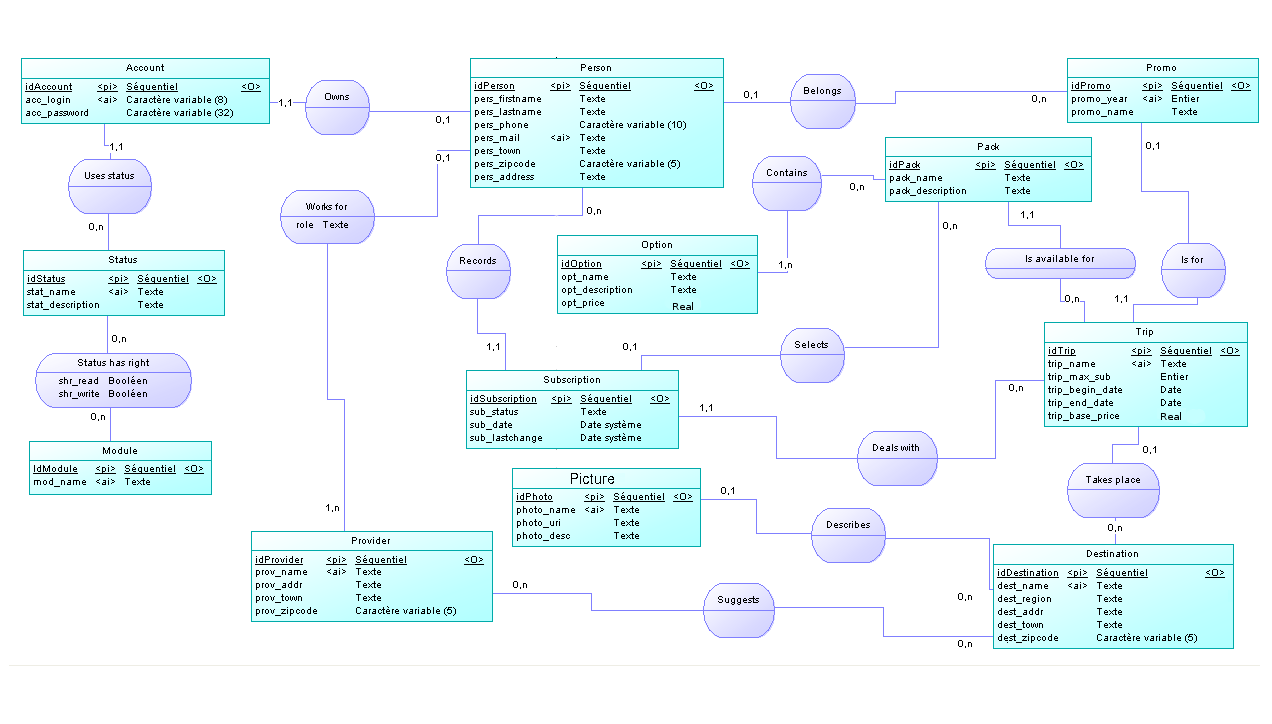 Account
idAccount <pi> Séquentiel <O>
acc_login <ai> Caractère variable (8)
acc_password Caractère variable (32)
1,1
Owns
0,1
Person
idPerson <pi> Séquentiel <O>
pers_firstname Texte
pers_lastname Texte
pers_phone Caractère variable (10)
pers_mail <ai> Texte
pers_town Texte
pers_zipcode Caractère variable (5)
pers_address Texte
0,1
Belongs
0,n
Promo
idPromo <pi> Séquentiel <O>
promo_year <ai> Entier
promo_name Texte
1,1
Uses status
0,n
0,1
Works for
role Texte
1,n
0,n
Records
1,1
Contains
0,n
1,n
Pack
idPack <pi> Séquentiel <O>
pack_name Texte
pack_description Texte
0,1
Is for
1,1
1,1
Is available for
0,n
0,n
Selects
0,1
Status
idStatus <pi> Séquentiel <O>
stat_name <ai> Texte
stat_description Texte
Option
idOption <pi> Séquentiel <O>
opt_name Texte
opt_description Texte
opt_price Real
0,n
Status has right
shr_read Booléen
shr_write Booléen
0,n
Trip
idTrip <pi> Séquentiel <O>
trip_name <ai> Texte
trip_max_sub Entier
trip_begin_date Date
trip_end_date Date
trip_base_price Real
Subscription
idSubscription <pi> Séquentiel <O>
sub_status Texte
sub_date Date système
sub_lastchange Date système
1,1
Deals with
0,n
Module
IdModule <pi> Séquentiel <O>
mod_name <ai> Texte
Picture
idPhoto <pi> Séquentiel <O>
photo_name <ai> Texte
photo_uri Texte
photo_desc Texte
0,1
Describes
0,n
0,1
Takes place
0,n
Provider
idProvider <pi> Séquentiel <O>
prov_name <ai> Texte
prov_addr Texte
prov_town Texte
prov_zipcode Caractère variable (5)
0,n
Suggests
0,n
Destination
idDestination <pi> Séquentiel <O>
dest_name <ai> Texte
dest_region Texte
dest_addr Texte
dest_town Texte
dest_zipcode Caractère variable (5)